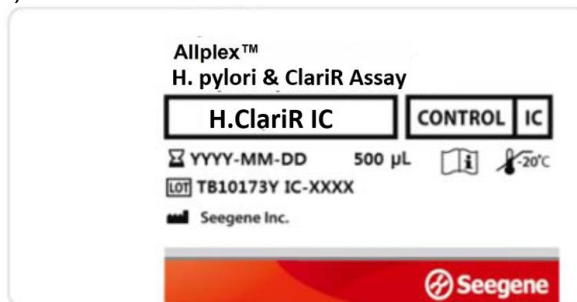 Allplex™
H. pylori & ClariR Assay
H.ClariR IC CONTROL IC
YYYY-MM-DD 500 µL -20°C
LOT TB10173Y IC-XXXX
Seegene Inc.
Seegene